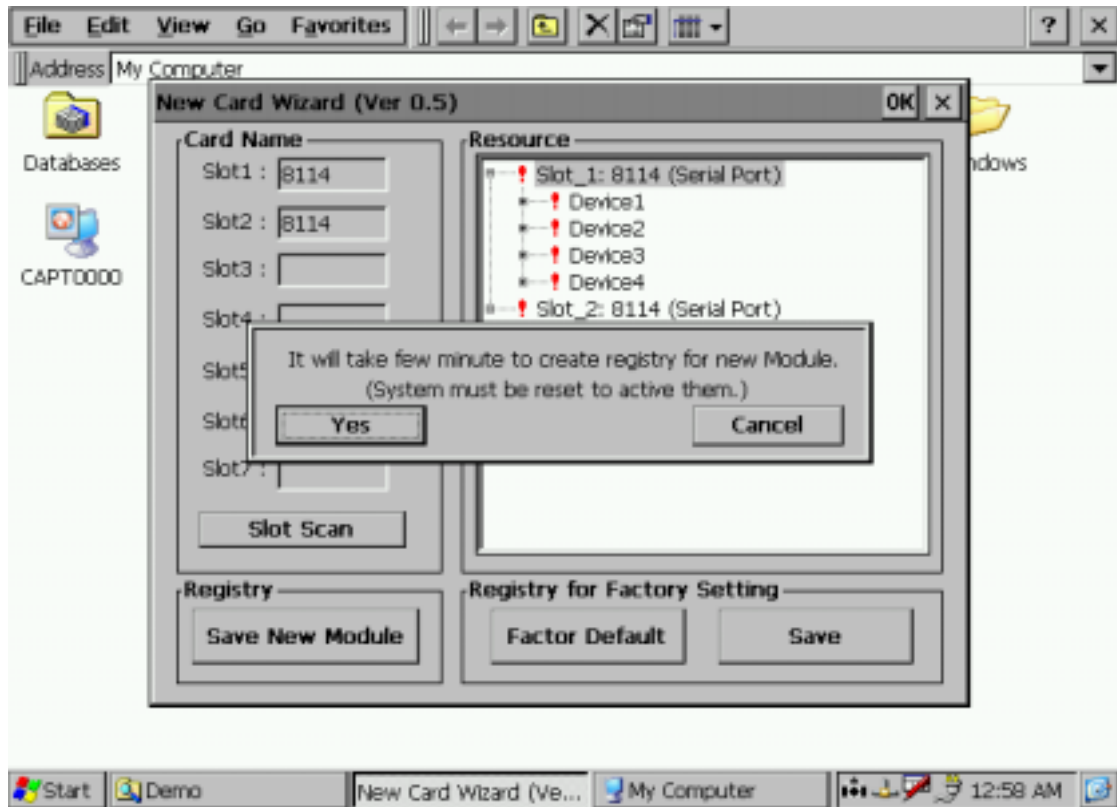 File Edit View Go Favorites ? ×
Address My Computer
Databases
CAPT0000
ndows
New Card Wizard (Ver 0.5) OK ×
Card Name
Slot1 : 8114
Slot2 : 8114
Slot3 :
Slot4 :
Slot5
Slot6
Slot7 :
Slot Scan
Resource
Slot_1: 8114 (Serial Port)
Device1
Device2
Device3
Device4
Slot_2: 8114 (Serial Port)
It will take few minute to create registry for new Module.
(System must be reset to active them.)
Yes Cancel
Registry
Save New Module
Registry for Factory Setting
Factor Default Save
Start Demo New Card Wizard (Ve... My Computer 12:58 AM